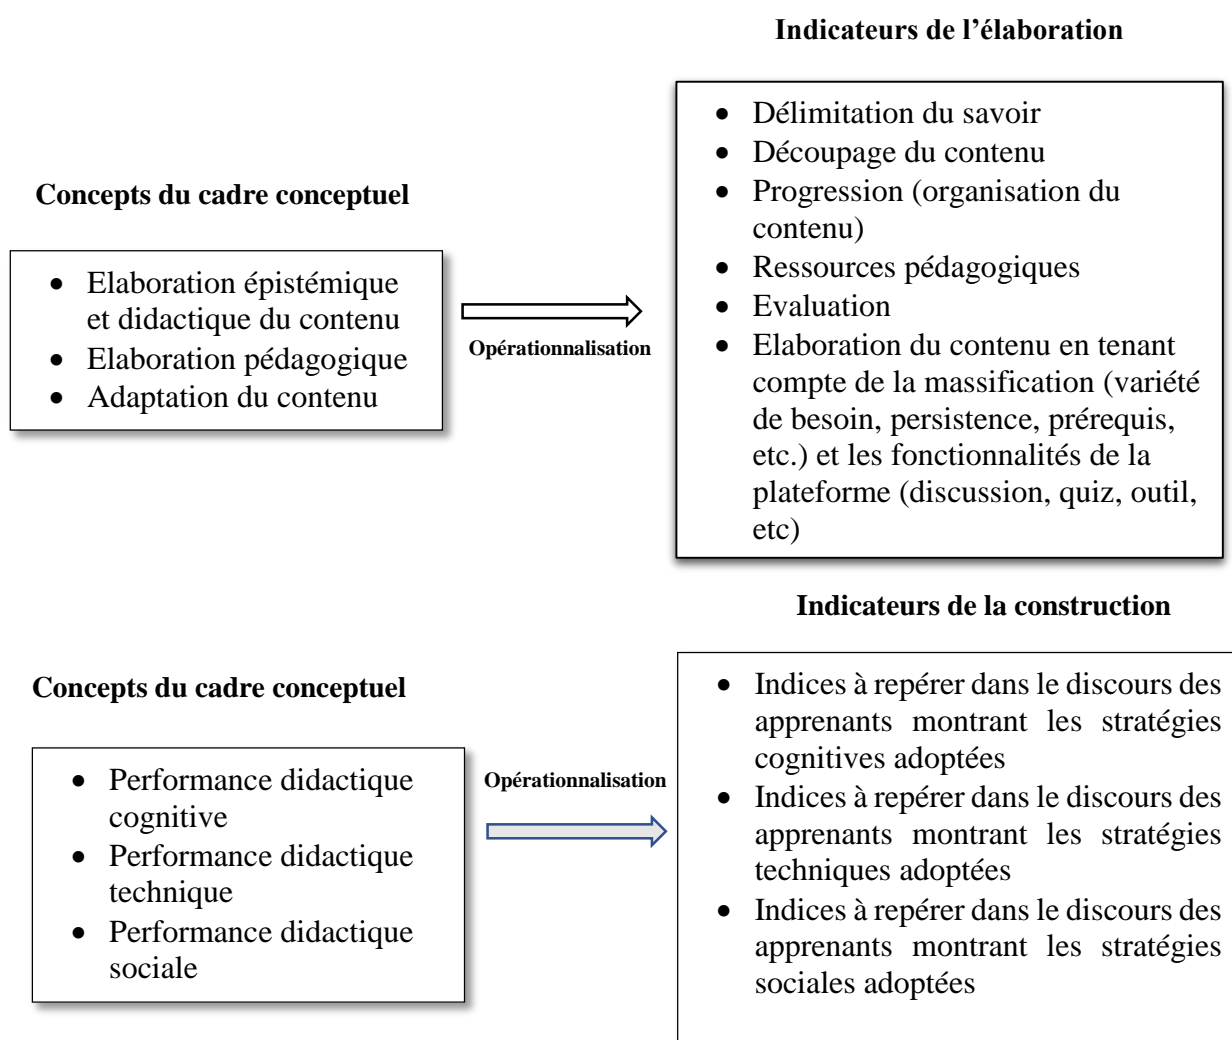 Indicateurs de l’élaboration
• Délimitation du savoir
• Découpage du contenu
• Progression (organisation du
contenu)
• Ressources pédagogiques
• Evaluation
• Elaboration du contenu en tenant
compte de la massification (variété
de besoin, persistence, prérequis,
etc.) et les fonctionnalités de la
plateforme (discussion, quiz, outil,
etc)
Concepts du cadre conceptuel
• Elaboration épistémique
et didactique du contenu
• Elaboration pédagogique
• Adaptation du contenu
Opérationnalisation
Indicateurs de la construction
Concepts du cadre conceptuel
• Performance didactique
cognitive
• Performance didactique
technique
• Performance didactique
sociale
Opérationnalisation
• Indices à repérer dans le discours des
apprenants montrant les stratégies
cognitives adoptées
• Indices à repérer dans le discours des
apprenants montrant les stratégies
techniques adoptées
• Indices à repérer dans le discours des
apprenants montrant les stratégies
sociales adoptées